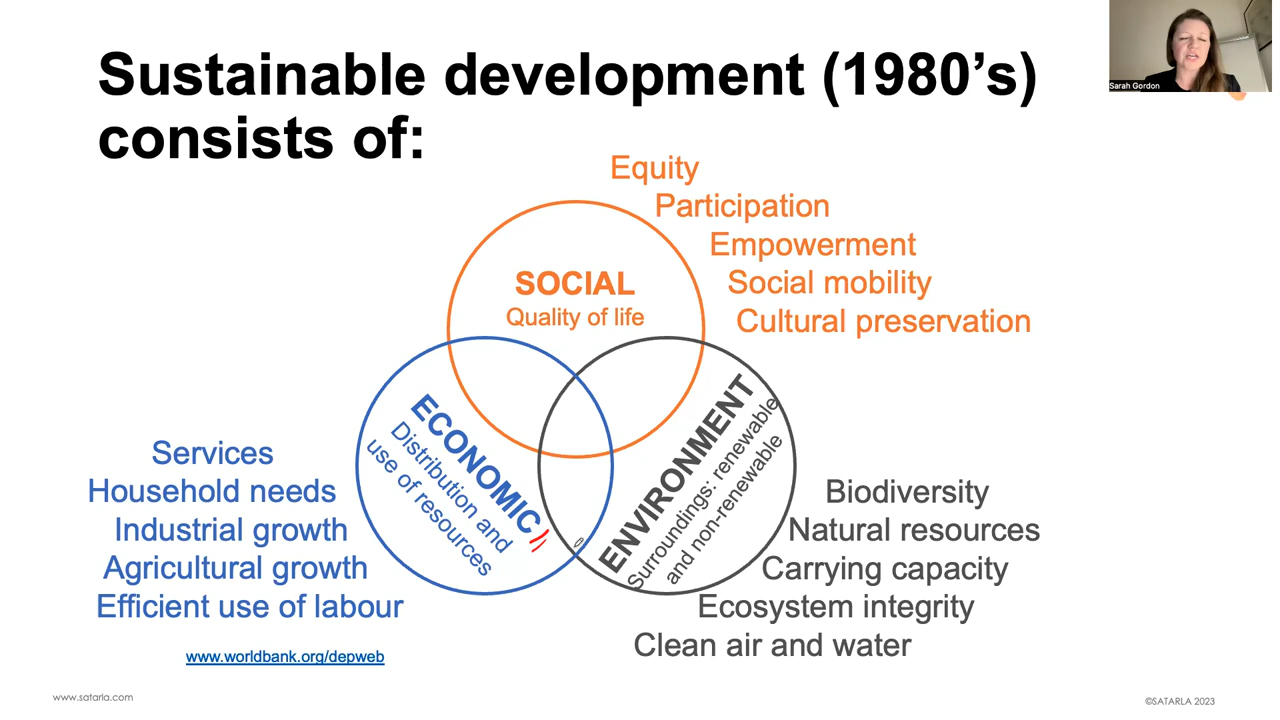 Sustainable development (1980’s)
consists of:
Sarah Gordon
Equity
Participation
Empowerment
Social mobility
Cultural preservation
SOCIAL
Quality of life
ECONOMIC
Distribution and
use of resources
ENVIRONMENT
Surroundings: renewable
and non-renewable
Services
Household needs
Industrial growth
Agricultural growth
Efficient use of labour
Biodiversity
Natural resources
Carrying capacity
Ecosystem integrity
Clean air and water
www.worldbank.org/depweb
www.satarla.com
©SATARLA 2023